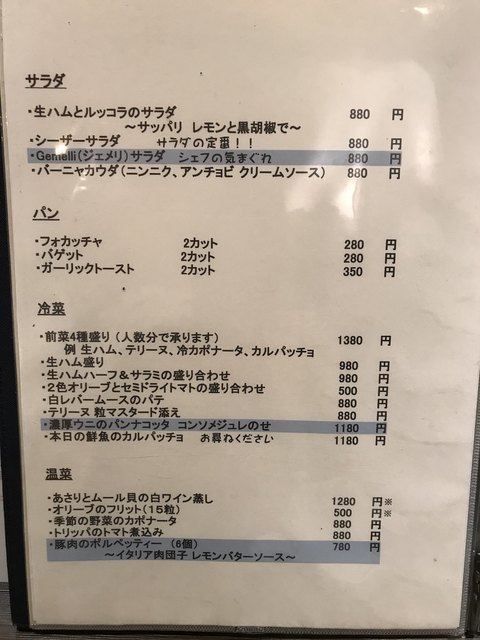 サラダ
・生ハムとルッコラのサラダ 880 円
～サッパリ レモンと黒胡椒で～
・シーザーサラダ サラダの定番！！ 880 円
・Gemelli(ジェメリ)サラダ シェフの気まぐれ 880 円
・バーニャカウダ(ニンニク、アンチョビ クリームソース) 880 円
パン
・フォカッチャ 2カット 280 円
・バゲット 2カット 280 円
・ガーリックトースト 2カット 350 円
冷菜
・前菜4種盛り (人数分で承ります) 1380 円
例 生ハム、テリーヌ、冷カポナータ、カルパッチョ
・生ハム盛り 980 円
・生ハムハーフ＆サラミの盛り合わせ 980 円
・2色オリーブとセミドライトマトの盛り合わせ 500 円
・白レバームースのパテ 880 円
・テリーヌ 粒マスタード添え 880 円
・濃厚ウニのパンナコッタ コンソメジュレのせ 1180 円
・本日の鮮魚のカルパッチョ お尋ねください 1180 円
温菜
・あさりとムール貝の白ワイン蒸し 1280 円※
・オリーブのフリット(15粒) 500 円※
・季節の野菜のカポナータ 880 円
・トリッパのトマト煮込み 880 円
・豚肉のポルペッティー (6個) 780 円
～イタリア肉団子 レモンバターソース～